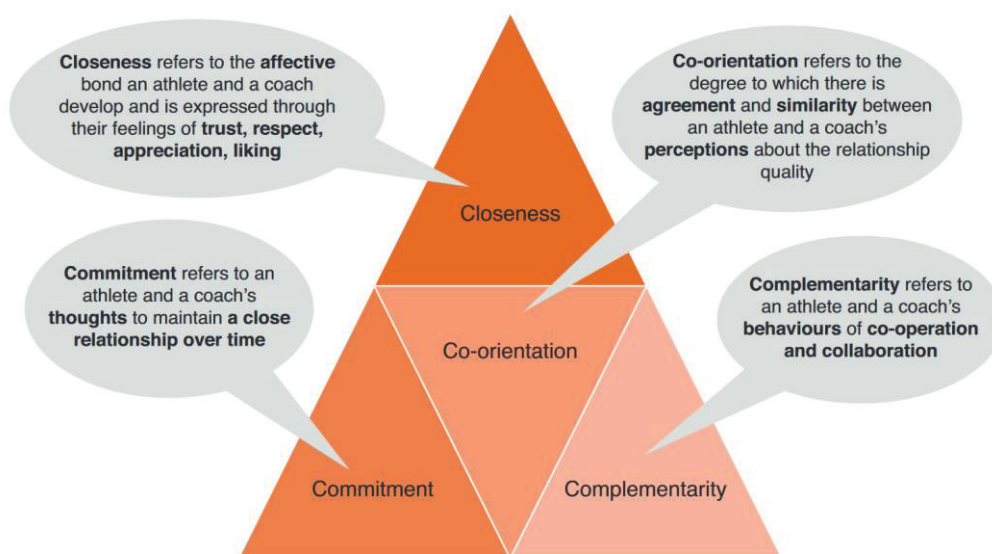 Closeness refers to the affective
bond an athlete and a coach
develop and is expressed through
their feelings of trust, respect,
appreciation, liking
Co-orientation refers to the
degree to which there is
agreement and similarity between
an athlete and a coach's
perceptions about the relationship
quality
Closeness
Commitment refers to an
athlete and a coach's
thoughts to maintain a close
relationship over time
Complementarity refers to
an athlete and a coach's
behaviours of co-operation
and collaboration
Co-orientation
Commitment
Complementarity